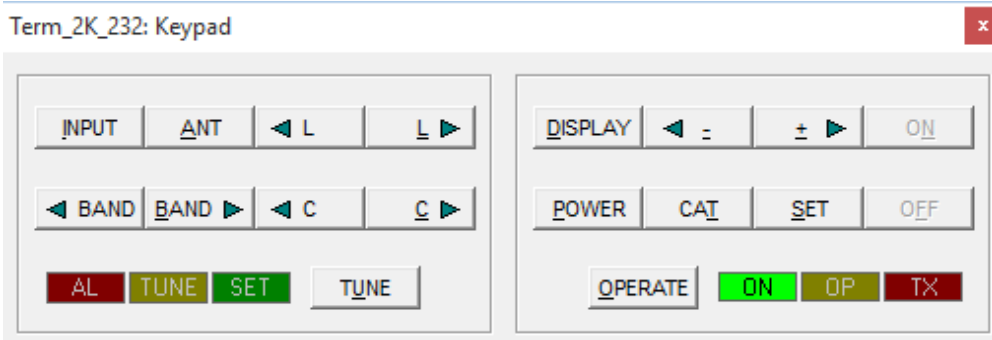 Term_2K_232: Keypad x
INPUT ANT L L
BAND BAND C C
AL TUNE SET TUNE
DISPLAY - + ON
POWER CAT SET OFF
OPERATE ON OP TX